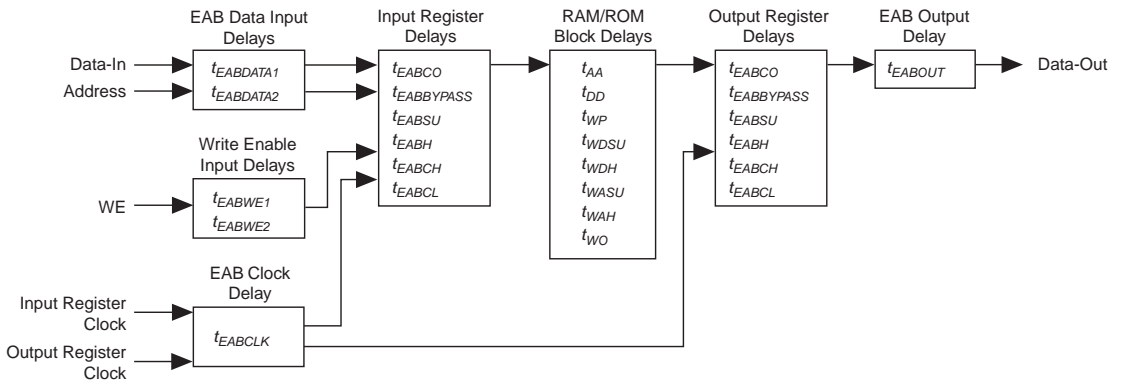 EAB Data Input
Delays
Input Register
Delays
RAM/ROM
Block Delays
Output Register
Delays
EAB Output
Delay
Data-In
Address
tEABDATA1
tEABDATA2
tEABCO
tEABBYPASS
tEABSU
tEABH
tEABCH
tEABCL
tAA
tDD
tWP
tWDSU
tWDH
tWASU
tWAH
tWO
tEABCO
tEABBYPASS
tEABSU
tEABH
tEABCH
tEABCL
tEABOUT
Data-Out
Write Enable
Input Delays
WE
tEABWE1
tEABWE2
EAB Clock
Delay
Input Register
Clock
tEABCLK
Output Register
Clock